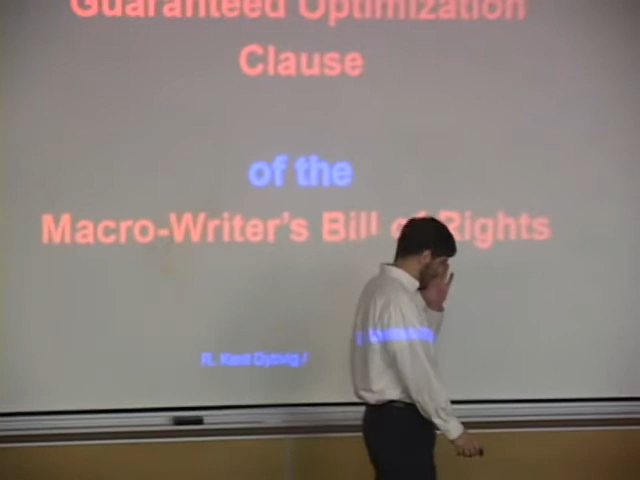 Guaranteed Optimization
Clause
of the
Macro-Writer's Bill of Rights
R. Kent Dybvig /